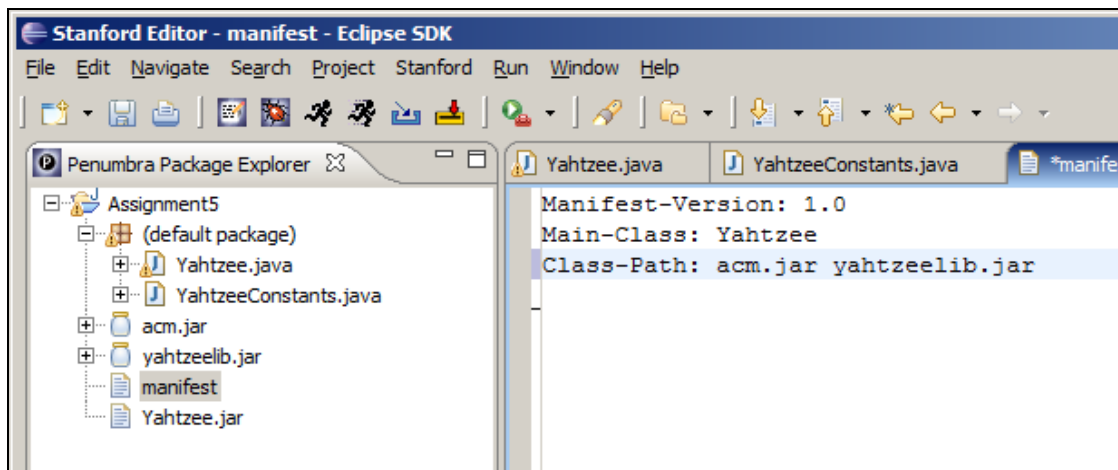 Stanford Editor - manifest - Eclipse SDK
File Edit Navigate Search Project Stanford Run Window Help
Penumbra Package Explorer
Yahtzee.java
YahtzeeConstants.java
*manife
Assignment5
(default package)
Yahtzee.java
YahtzeeConstants.java
acm.jar
yahtzeelib.jar
manifest
Yahtzee.jar
Manifest-Version: 1.0
Main-Class: Yahtzee
Class-Path: acm.jar yahtzeelib.jar